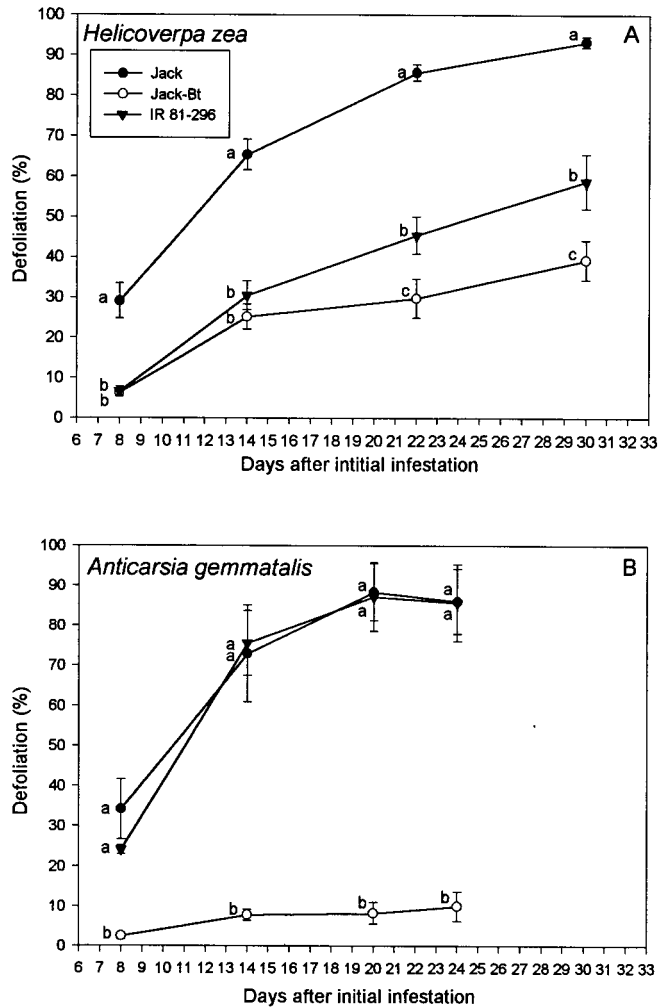 Helicoverpa zea
A
Jack
Jack-Bt
IR 81-296
Defoliation (%)
100
90
80
70
60
50
40
30
20
10
0
a
a
a
a
b
b
b
b
b
b
c
c
6 7 8 9 10 11 12 13 14 15 16 17 18 19 20 21 22 23 24 25 26 27 28 29 30 31 32 33
Days after intitial infestation
Anticarsia gemmatalis
B
Defoliation (%)
100
90
80
70
60
50
40
30
20
10
0
a
a
a
a
a
a
a
a
b
b
b
b
6 7 8 9 10 11 12 13 14 15 16 17 18 19 20 21 22 23 24 25 26 27 28 29 30 31 32 33
Days after initial infestation